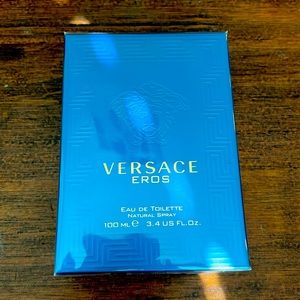 VERSACE
EROS
EAU DE TOILETTE
NATURAL SPRAY
100 ML ℮ 3.4 US FL.OZ.